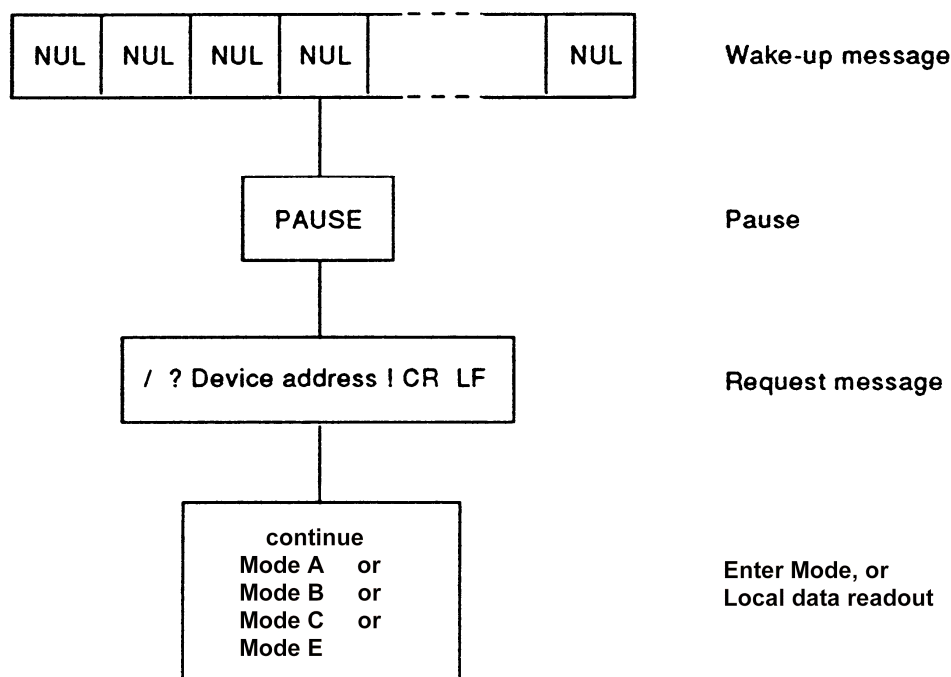 NUL NUL NUL NUL NUL Wake-up message
PAUSE Pause
/ ? Device address ! CR LF Request message
continue
Mode A or
Mode B or
Mode C or
Mode E
Enter Mode, or
Local data readout